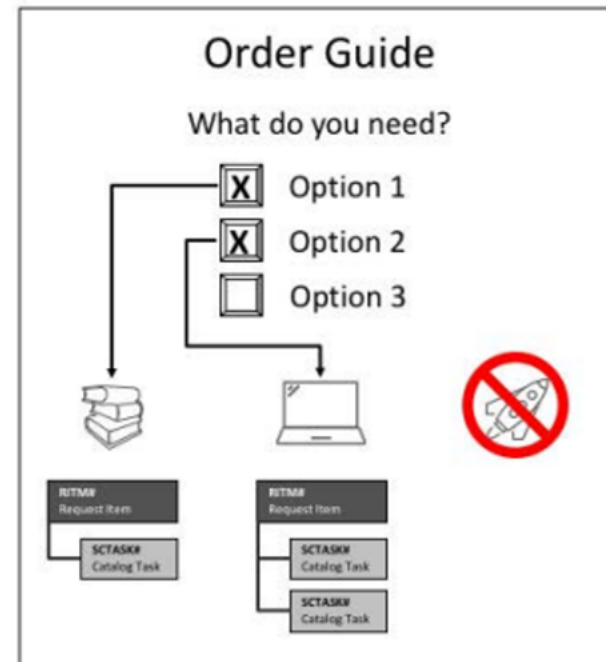 Order Guide
What do you need?
X Option 1
X Option 2
Option 3
RITM#
Request Item
SCTASK#
Catalog Task
RITM#
Request Item
SCTASK#
Catalog Task
SCTASK#
Catalog Task